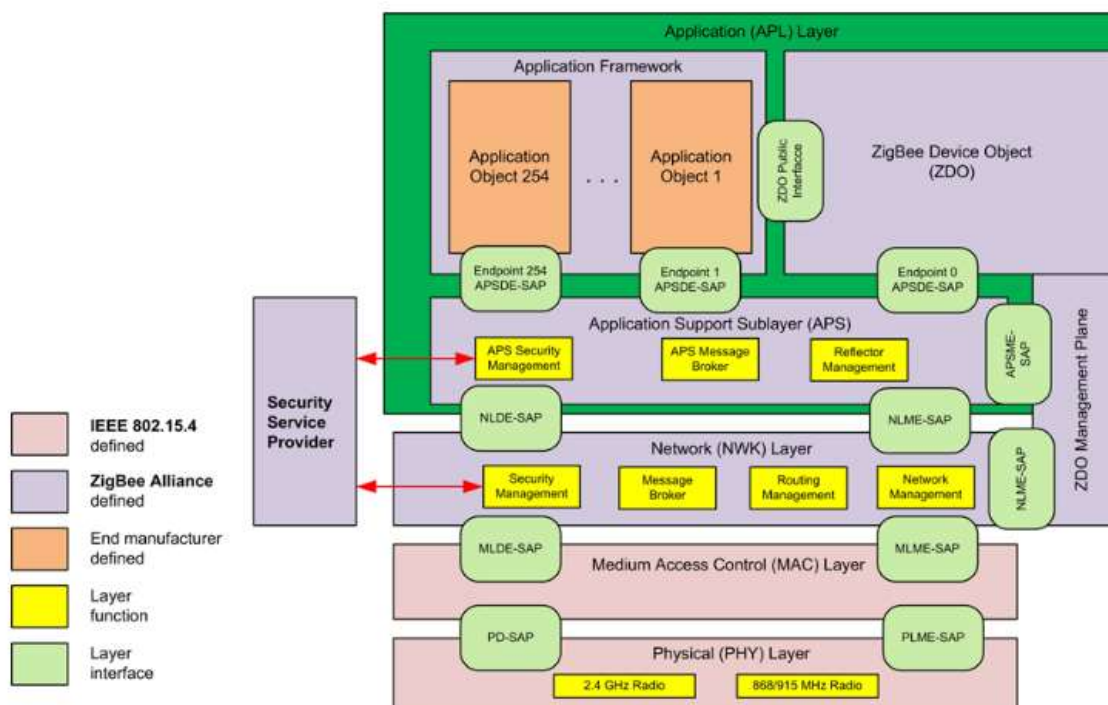 Application (APL) Layer
Application Framework
Application
Object 254
. . .
Application
Object 1
ZDO Public
Interfacce
ZigBee Device Object
(ZDO)
Endpoint 254
APSDE-SAP
Endpoint 1
APSDE-SAP
Endpoint 0
APSDE-SAP
Application Support Sublayer (APS)
APS Security
Management
APS Message
Broker
Reflector
Management
APSME-
SAP
ZDO Management Plane
Security
Service
Provider
NLDE-SAP
NLME-SAP
Network (NWK) Layer
Security
Management
Message
Broker
Routing
Management
Network
Management
NLME-SAP
MLDE-SAP
MLME-SAP
Medium Access Control (MAC) Layer
PD-SAP
PLME-SAP
Physical (PHY) Layer
2.4 GHz Radio
868/915 MHz Radio
IEEE 802.15.4
defined
ZigBee Alliance
defined
End manufacturer
defined
Layer
function
Layer
interface